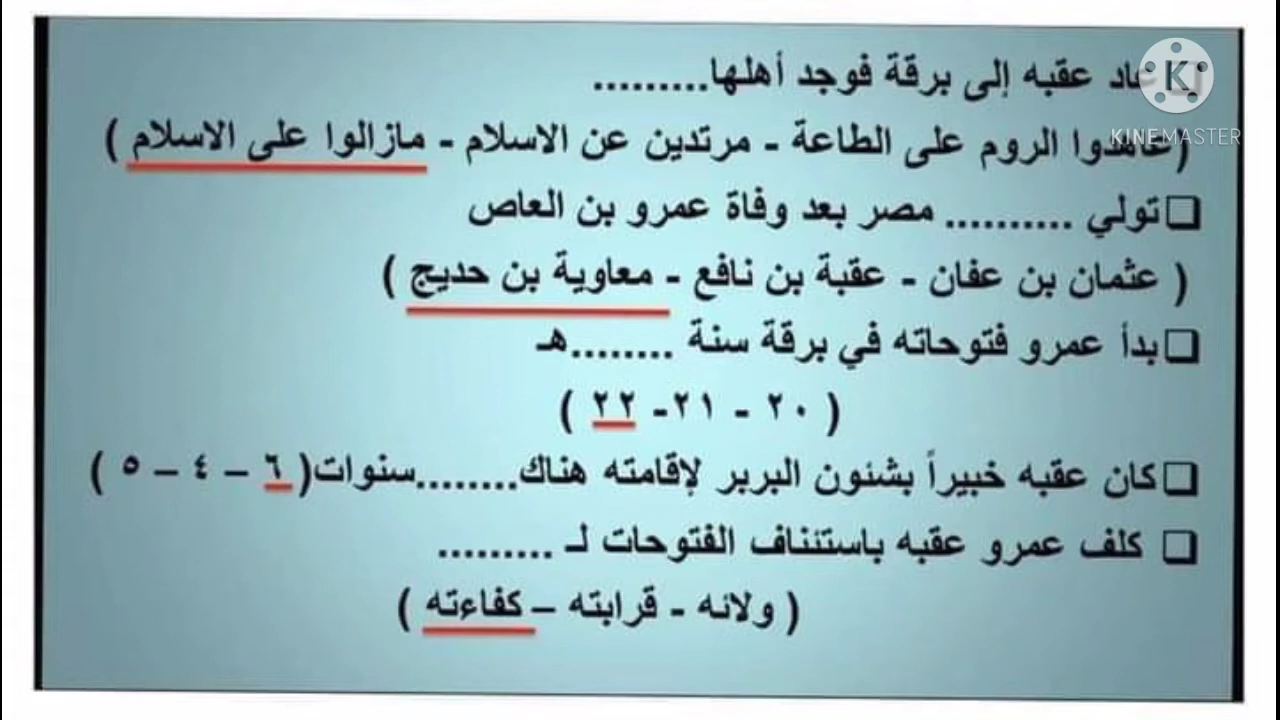 عاد عقبه إلى برقة فوجد أهلها.........
(عاهدوا الروم على الطاعة - مرتدين عن الاسلام - مازالوا على الاسلام )
❑تولي .......... مصر بعد وفاة عمرو بن العاص
( عثمان بن عفان - عقبة بن نافع - معاوية بن حديج )
❑بدأ عمرو فتوحاته في برقة سنة ........هـ
( ٢٠ - ٢١- ٢٢ )
❑كان عقبه خبيراً بشئون البربر لإقامته هناك........سنوات(٦ – ٤ – ٥ )
❑ كلف عمرو عقبه باستئناف الفتوحات لـ .........
( ولائه - قرابته – كفاءته )
K
KINEMASTER